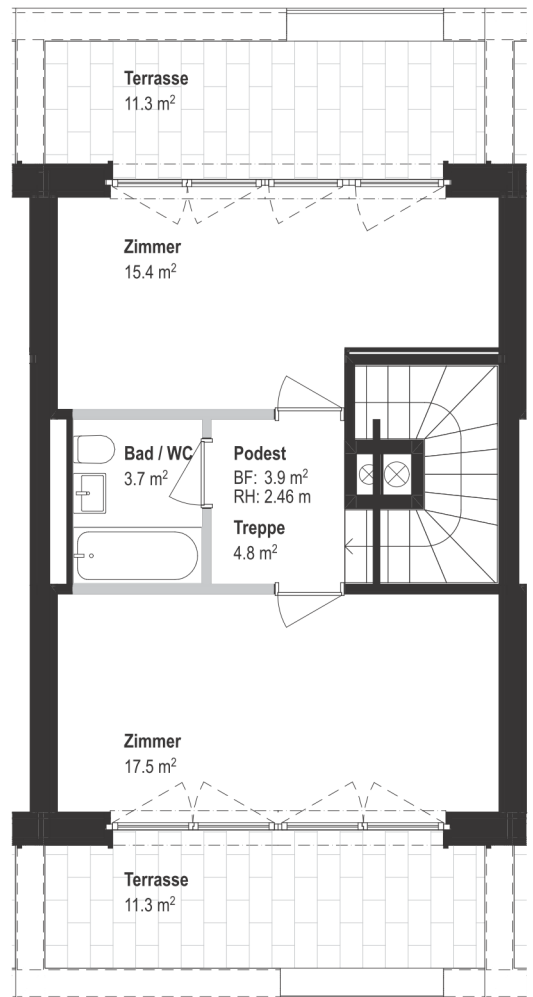 Terrasse
11.3 m²
Zimmer
15.4 m²
Bad / WC
3.7 m²
Podest
BF: 3.9 m²
RH: 2.46 m
Treppe
4.8 m²
Zimmer
17.5 m²
Terrasse
11.3 m²